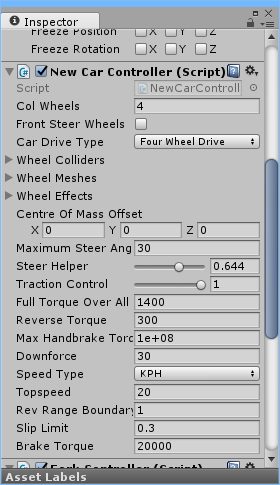 Inspector
Freeze Position X Y Z
Freeze Rotation X Y Z
New Car Controller (Script)
Script NewCarControll
Col Wheels 4
Front Steer Wheels
Car Drive Type Four Wheel Drive
Wheel Colliders
Wheel Meshes
Wheel Effects
Centre Of Mass Offset
X 0 Y 0 Z 0
Maximum Steer Ang 30
Steer Helper 0.644
Traction Control 1
Full Torque Over All 1400
Reverse Torque 300
Max Handbrake Torq 1e+08
Downforce 30
Speed Type KPH
Topspeed 20
Rev Range Boundary 1
Slip Limit 0.3
Brake Torque 20000
Fork Controller (Script)
Asset Labels